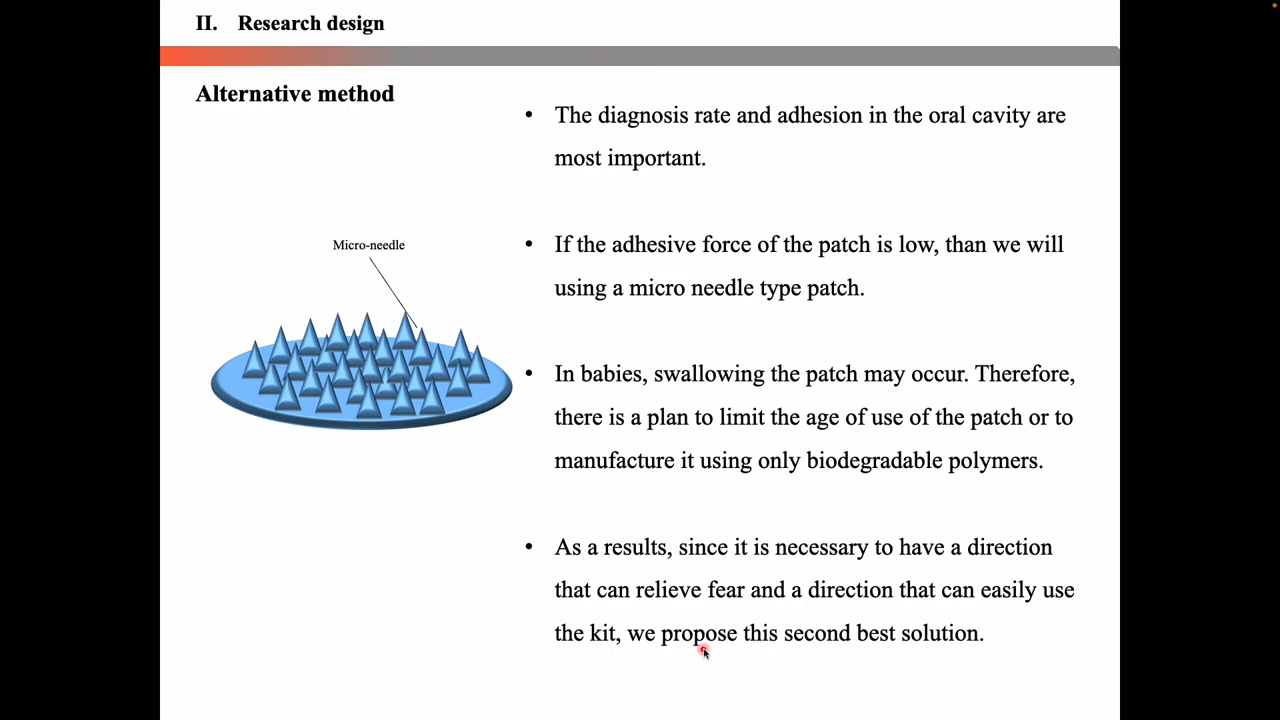 II. Research design
Alternative method
• The diagnosis rate and adhesion in the oral cavity are
most important.
Micro-needle
• If the adhesive force of the patch is low, than we will
using a micro needle type patch.
• In babies, swallowing the patch may occur. Therefore,
there is a plan to limit the age of use of the patch or to
manufacture it using only biodegradable polymers.
• As a results, since it is necessary to have a direction
that can relieve fear and a direction that can easily use
the kit, we propose this second best solution.